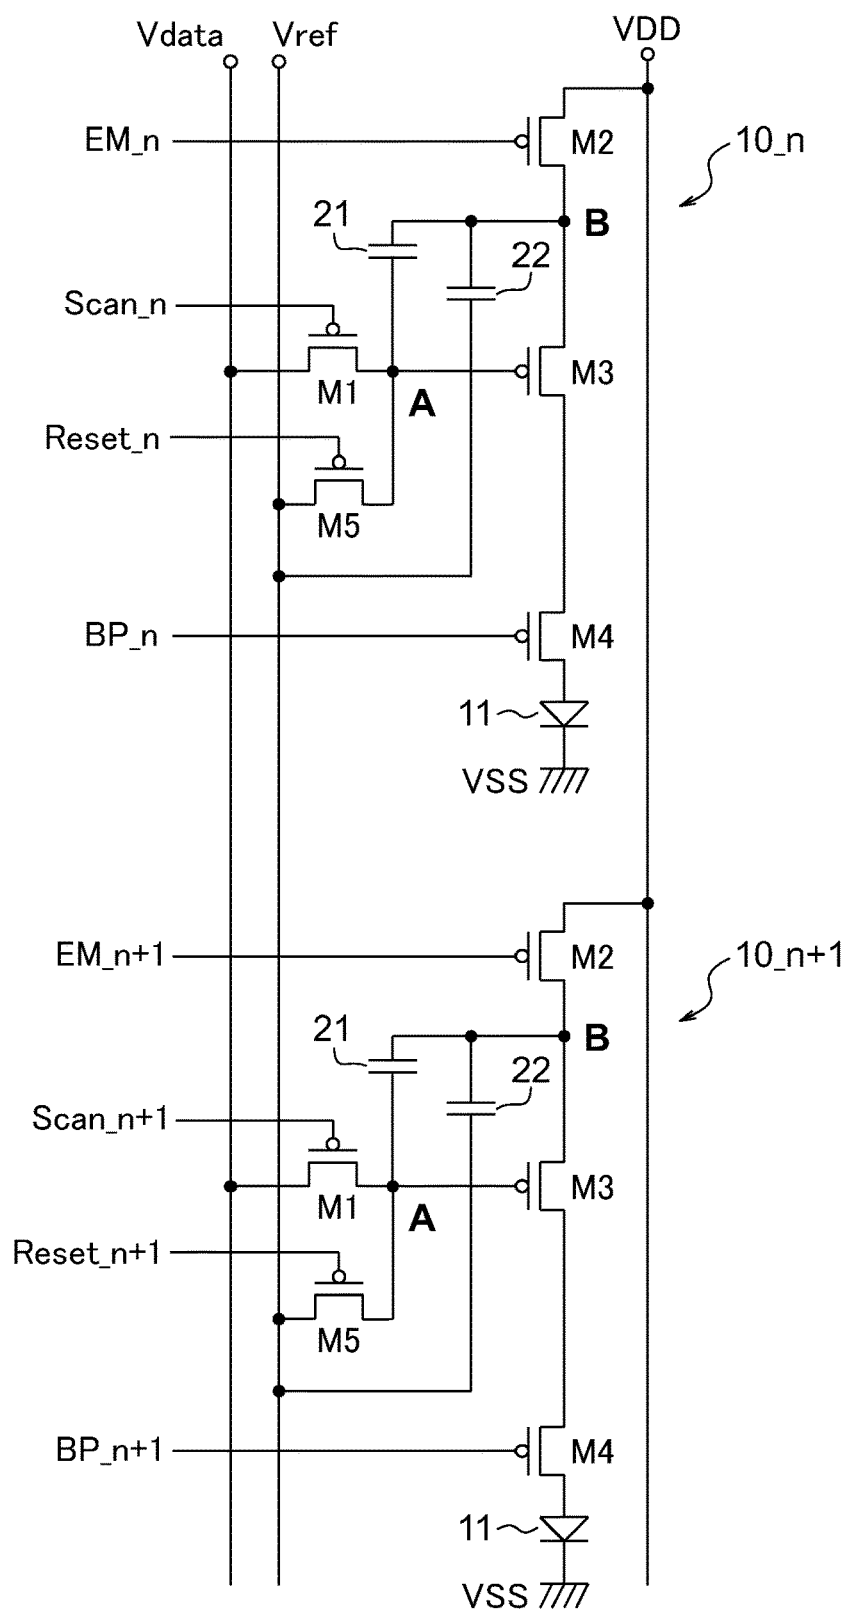 Vdata Vref VDD
EM_n
M2
10_n
21
B
22
Scan_n
M1
A
M3
Reset_n
M5
BP_n
M4
11
VSS
EM_n+1
M2
10_n+1
21
B
22
Scan_n+1
M1
A
M3
Reset_n+1
M5
BP_n+1
M4
11
VSS